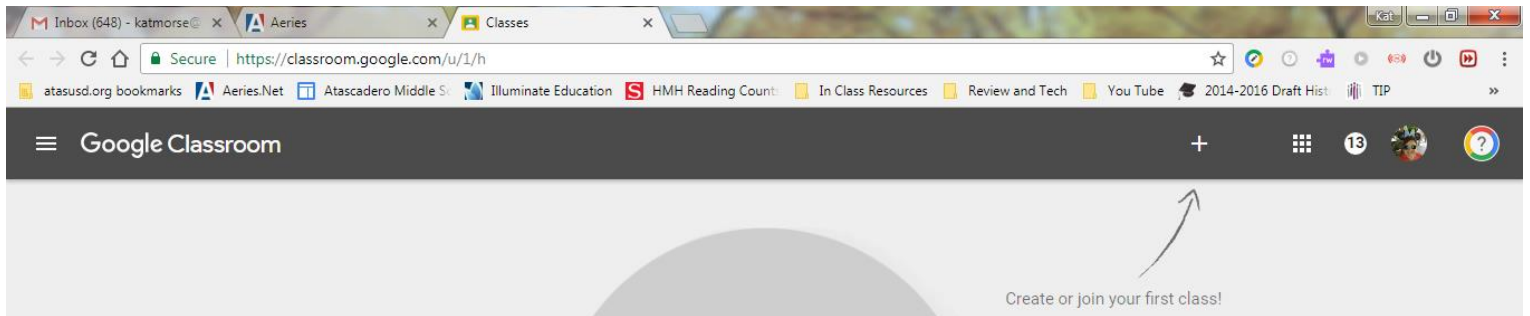 Inbox (648) - katmorse@ Aeries Classes Kat
Secure | https://classroom.google.com/u/1/h
atasusd.org bookmarks Aeries.Net Atascadero Middle Sc Illuminate Education S HMH Reading Count In Class Resources Review and Tech You Tube 2014-2016 Draft Hist TIP »
Google Classroom + 13 ?
Create or join your first class!